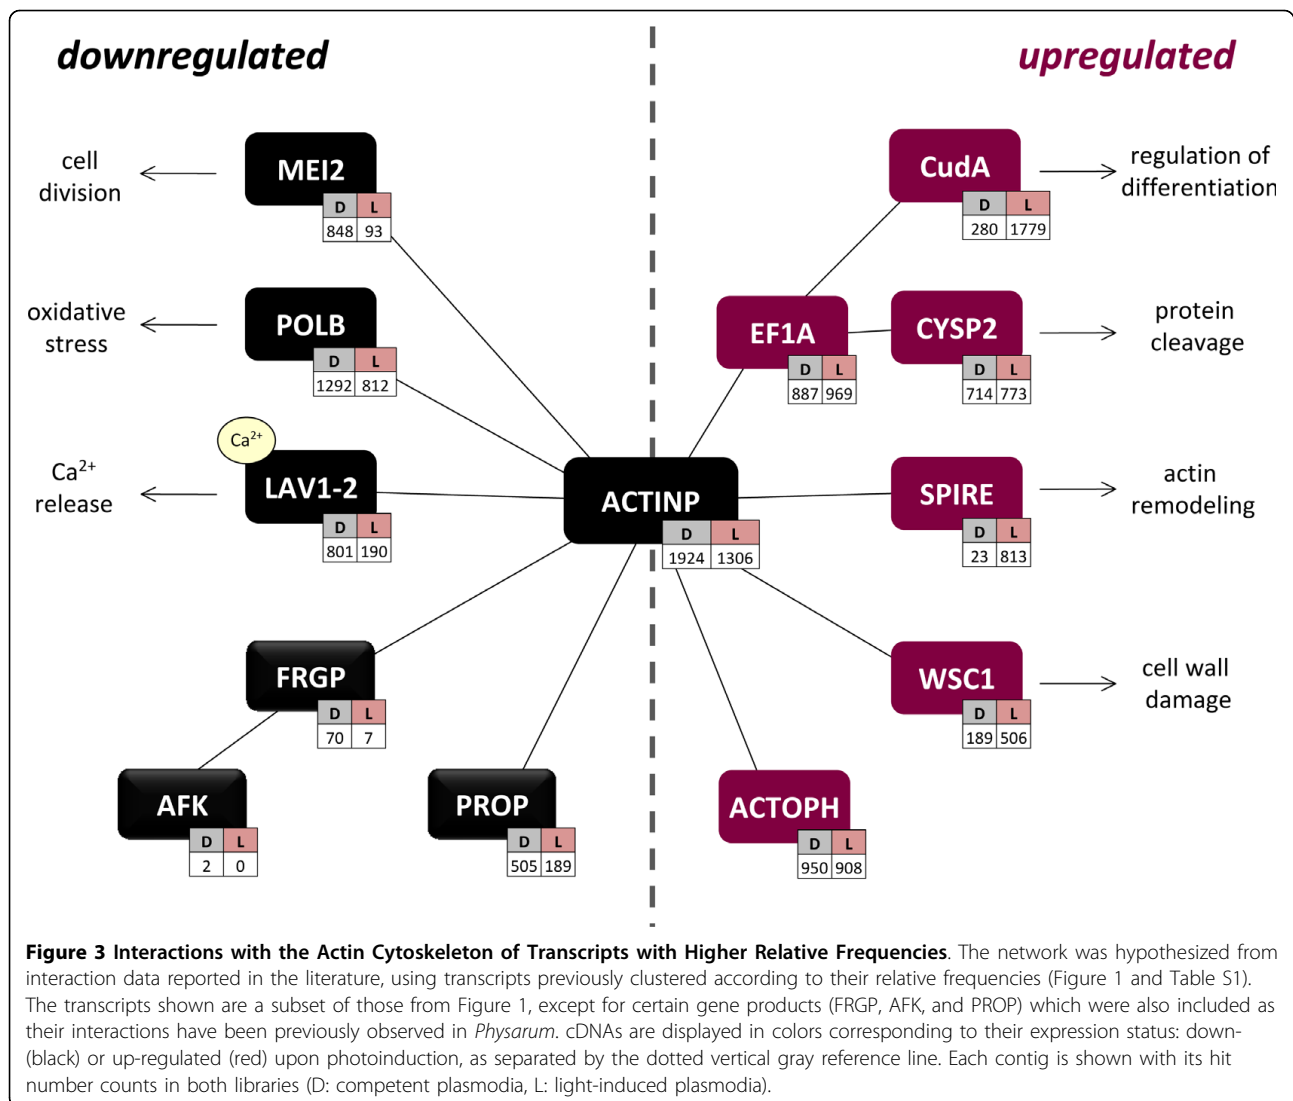 downregulated
upregulated
cell
division
MEI2
D L
848 93
CudA
D L
280 1779
regulation of
differentiation
oxidative
stress
POLB
D L
1292 812
EF1A
D L
887 969
CYSP2
D L
714 773
protein
cleavage
Ca²⁺
Ca²⁺
release
LAV1-2
D L
801 190
ACTINP
D L
1924 1306
SPIRE
D L
23 813
actin
remodeling
FRGP
D L
70 7
WSC1
D L
189 506
cell wall
damage
AFK
D L
2 0
PROP
D L
505 189
ACTOPH
D L
950 908
Figure 3 Interactions with the Actin Cytoskeleton of Transcripts with Higher Relative Frequencies. The network was hypothesized from
interaction data reported in the literature, using transcripts previously clustered according to their relative frequencies (Figure 1 and Table S1).
The transcripts shown are a subset of those from Figure 1, except for certain gene products (FRGP, AFK, and PROP) which were also included as
their interactions have been previously observed in Physarum. cDNAs are displayed in colors corresponding to their expression status: down-
(black) or up-regulated (red) upon photoinduction, as separated by the dotted vertical gray reference line. Each contig is shown with its hit
number counts in both libraries (D: competent plasmodia, L: light-induced plasmodia).